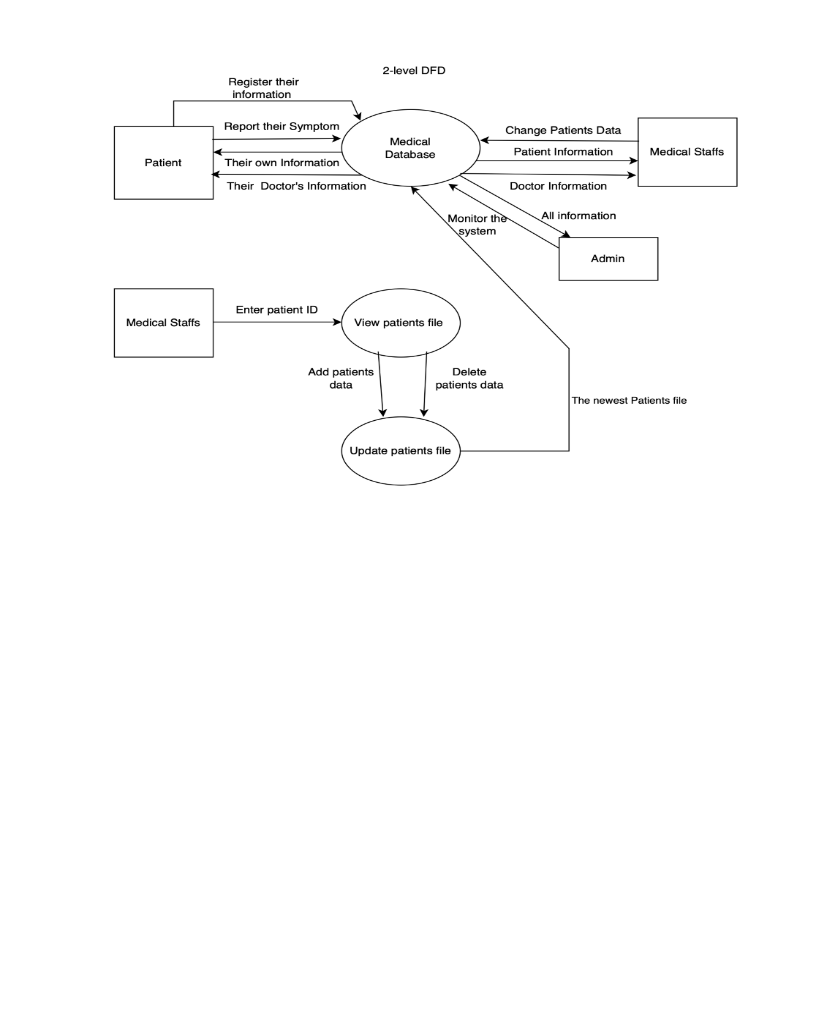 2-level DFD
Register their
information
Report their Symptom
Patient
Their own Information
Their Doctor's Information
Medical
Database
Change Patients Data
Patient Information
Medical Staffs
Doctor Information
Monitor the
system
All information
Admin
Medical Staffs
Enter patient ID
View patients file
Add patients
data
Delete
patients data
The newest Patients file
Update patients file